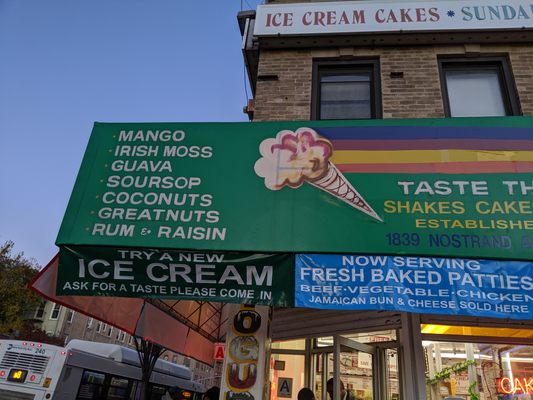 ICE CREAM CAKES * SUNDA
· MANGO
· IRISH MOSS
· GUAVA
· SOURSOP
· COCONUTS
· GREATNUTS
· RUM & RAISIN
TASTE TH
SHAKES CAKE
ESTABLISHE
1839 NOSTRAND A
TRY A NEW
ICE CREAM
ASK FOR A TASTE PLEASE COME IN
NOW SERVING
FRESH BAKED PATTIES
BEEF·VEGETABLE·CHICKEN
JAMAICAN BUN & CHEESE SOLD HERE
240
A
A
CAK